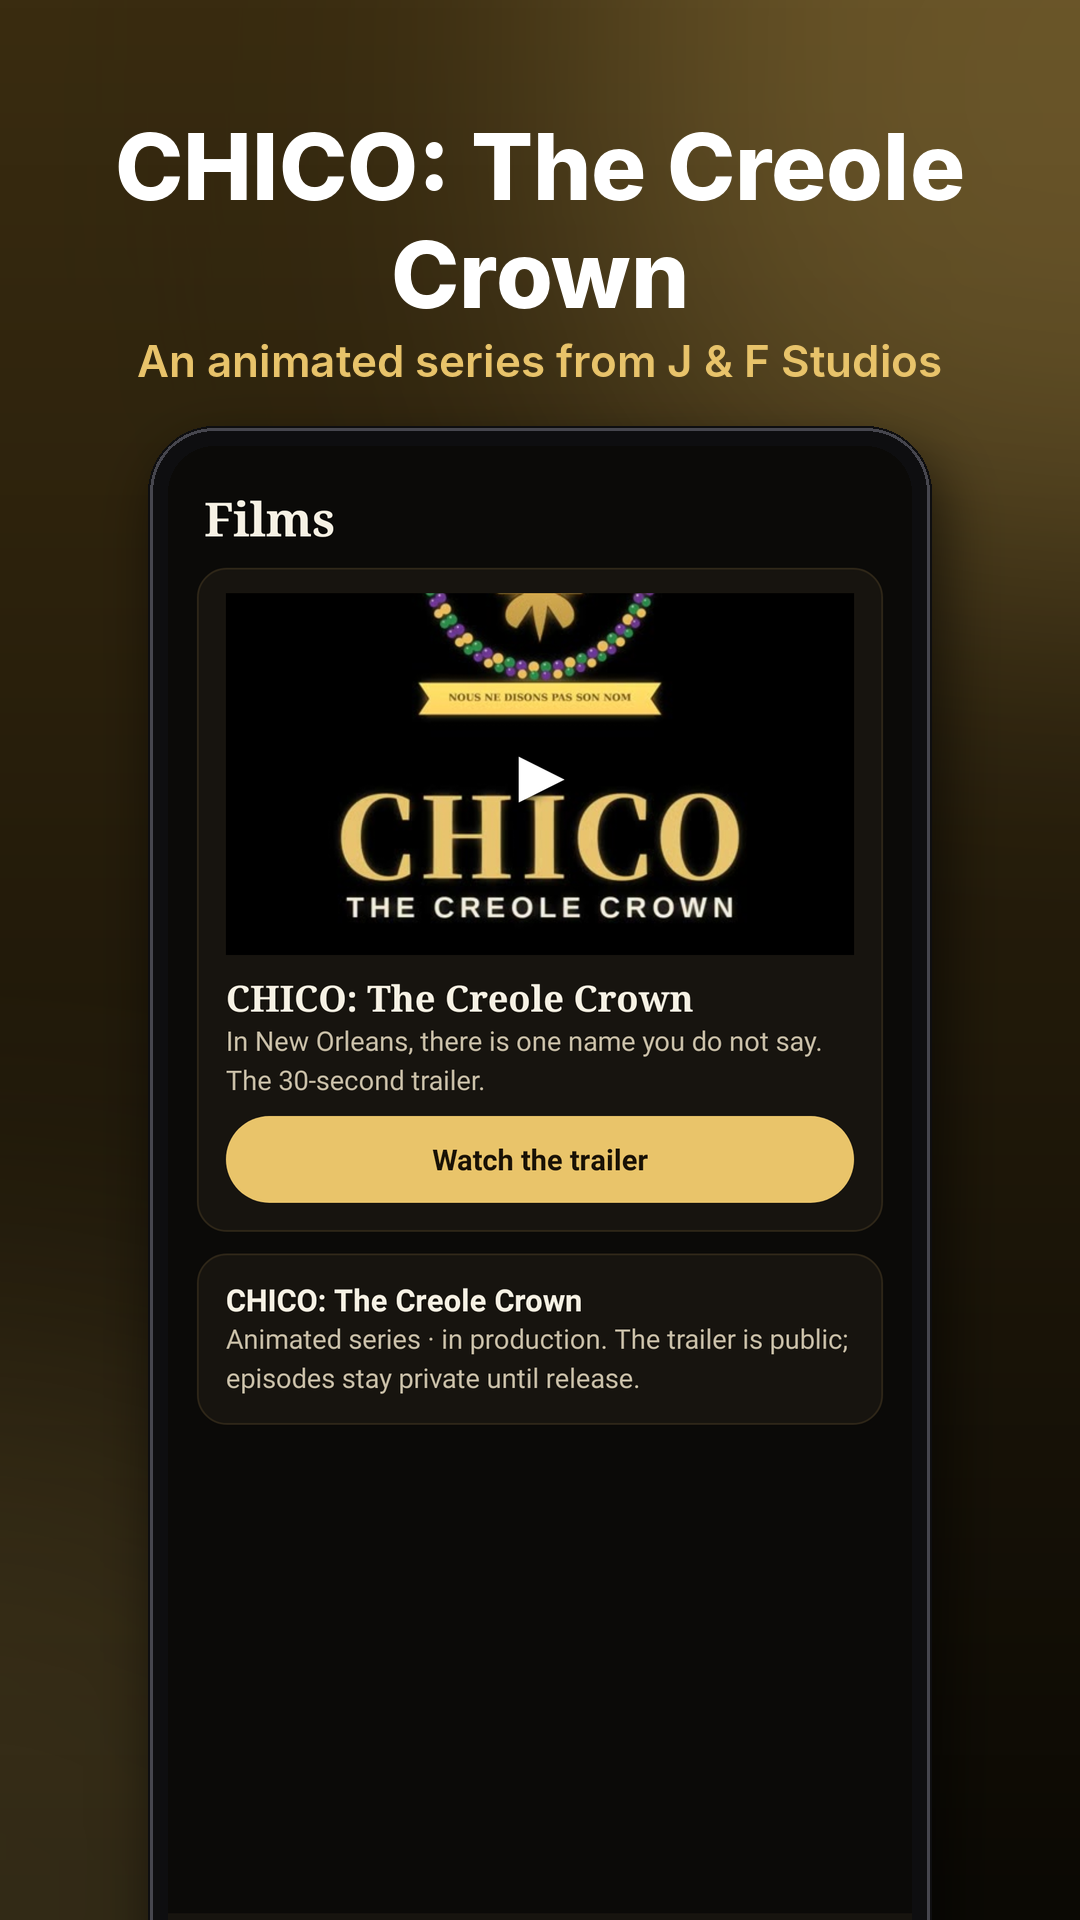 CHICO: The Creole
Crown
An animated series from J & F Studios
Films
NOUS NE DISONS PAS SON NOM
CHICO
THE CREOLE CROWN
CHICO: The Creole Crown
In New Orleans, there is one name you do not say.
The 30-second trailer.
Watch the trailer
CHICO: The Creole Crown
Animated series · in production. The trailer is public;
episodes stay private until release.